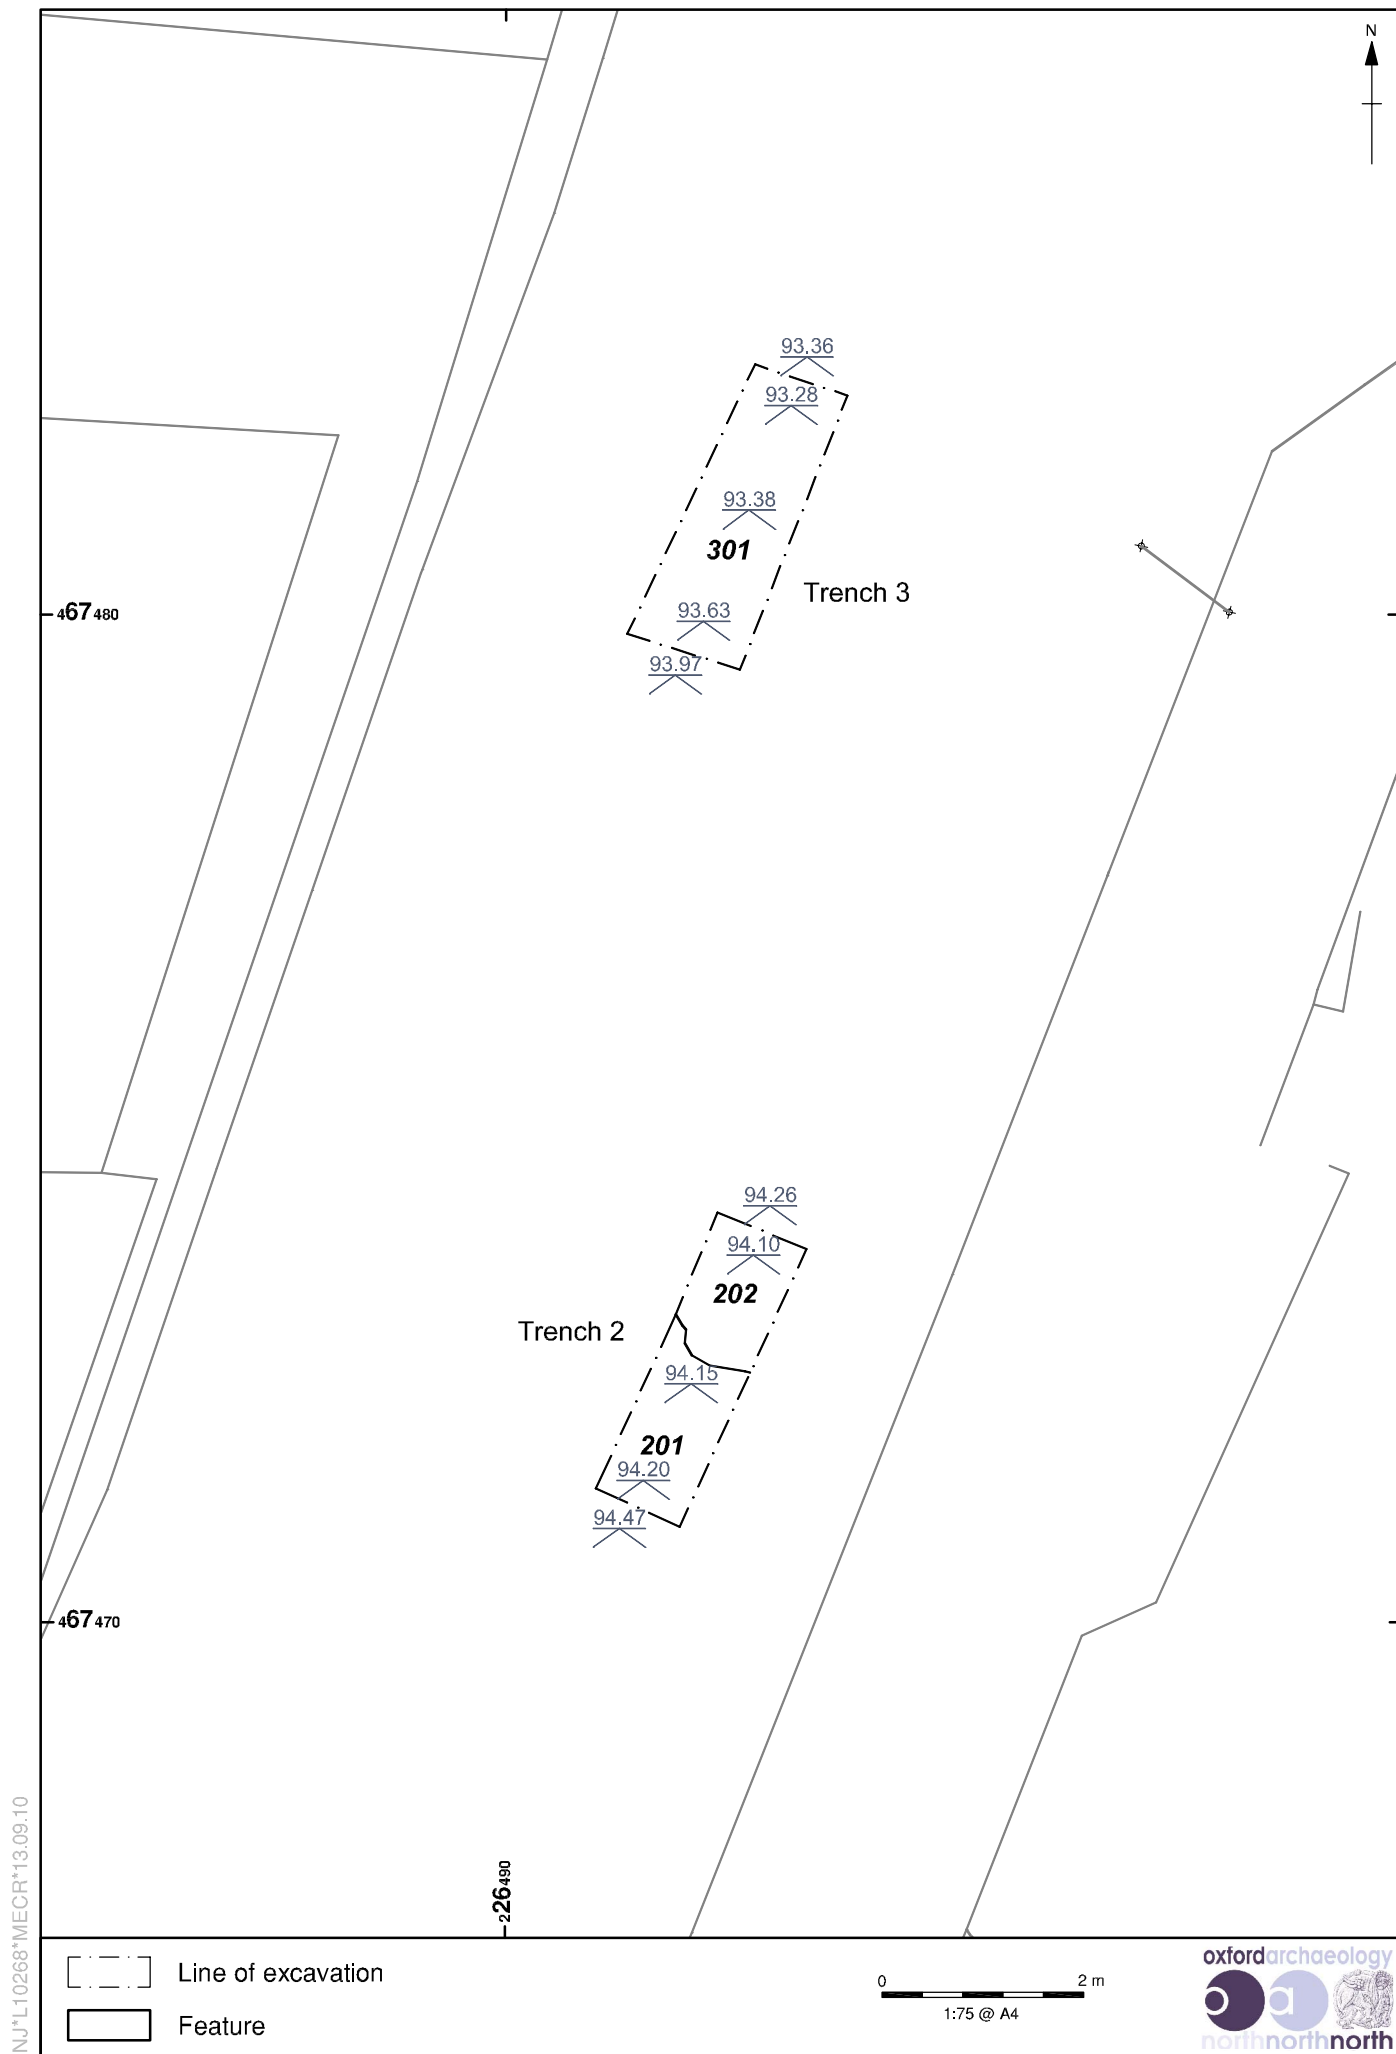 N
93.36
93.28
93.38
301
Trench 3
467480
93.63
93.97
94.26
94.10
202
Trench 2
94.15
201
94.20
94.47
467470
226490
NJ*L10268*MECR*13.09.10
Line of excavation
Feature
0 2 m
1:75 @ A4
oxfordarchaeology
oa
northnorthnorth